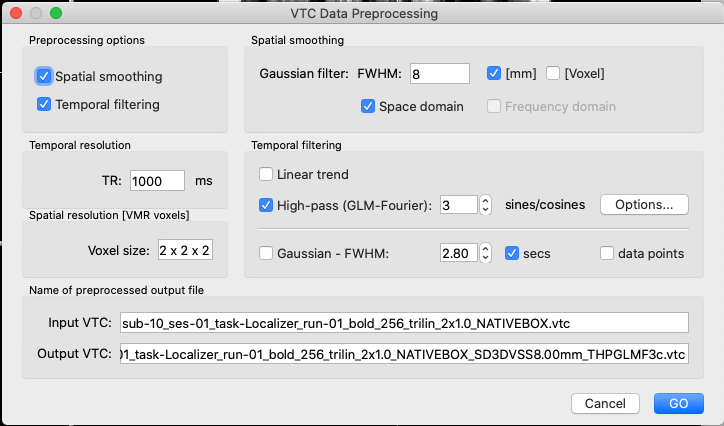 VTC Data Preprocessing
Preprocessing options
Spatial smoothing
Temporal filtering
Spatial smoothing
Gaussian filter: FWHM: 8 [mm] [Voxel]
Space domain Frequency domain
Temporal resolution
TR: 1000 ms
Spatial resolution [VMR voxels]
Voxel size: 2 x 2 x 2
Temporal filtering
Linear trend
High-pass (GLM-Fourier): 3 sines/cosines Options...
Gaussian - FWHM: 2.80 secs data points
Name of preprocessed output file
Input VTC: sub-10_ses-01_task-Localizer_run-01_bold_256_trilin_2x1.0_NATIVEBOX.vtc
Output VTC: 01_task-Localizer_run-01_bold_256_trilin_2x1.0_NATIVEBOX_SD3DVSS8.00mm_THPGLMF3c.vtc
Cancel GO